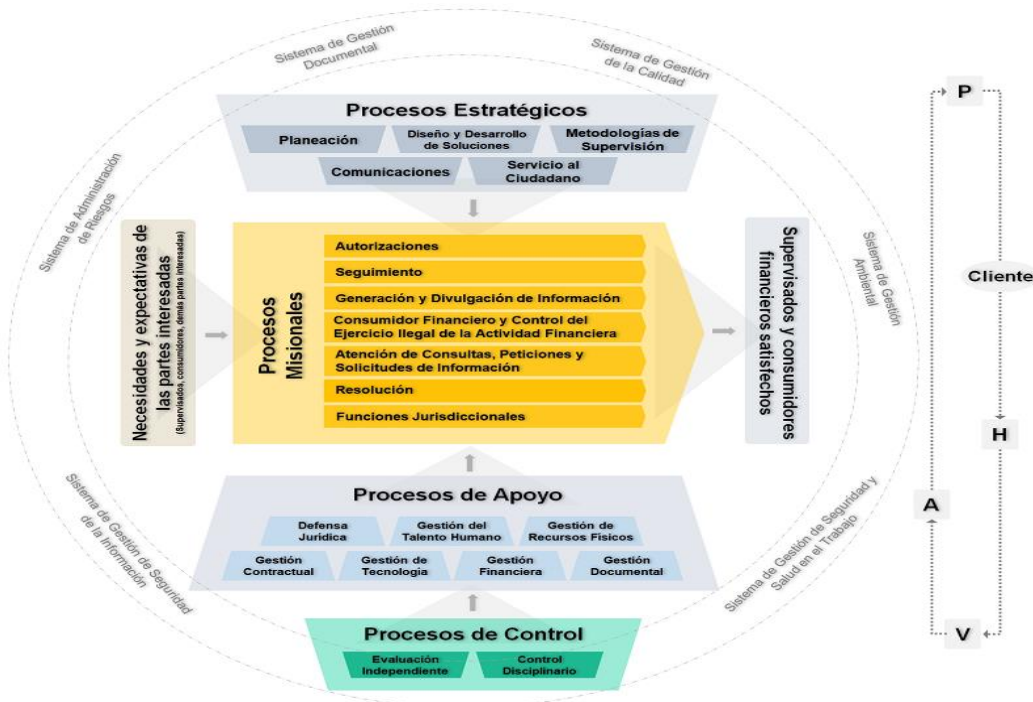 Sistema de Gestión
Documental
Sistema de Gestión
de la Calidad
Procesos Estratégicos
Planeación
Diseño y Desarrollo
de Soluciones
Metodologías de
Supervisión
Comunicaciones
Servicio al
Ciudadano
Sistema de Administración
de Riesgos
Necesidades y expectativas de
las partes interesadas
(Supervisados, consumidores, demás partes interesadas)
Procesos
Misionales
Autorizaciones
Seguimiento
Generación y Divulgación de Información
Consumidor Financiero y Control del
Ejercicio Ilegal de la Actividad Financiera
Atención de Consultas, Peticiones y
Solicitudes de Información
Resolución
Funciones Jurisdiccionales
Supervisados y consumidores
financieros satisfechos
Sistema de Gestión
Ambiental
Procesos de Apoyo
Defensa
Jurídica
Gestión del
Talento Humano
Gestión de
Recursos Físicos
Gestión
Contractual
Gestión de
Tecnologia
Gestión
Financiera
Gestión
Documental
Sistema de Gestión de Seguridad
de la Información
Sistema de Gestión de Seguridad y
Salud en el Trabajo
Procesos de Control
Evaluación
Independiente
Control
Disciplinario
P
Cliente
H
A
V